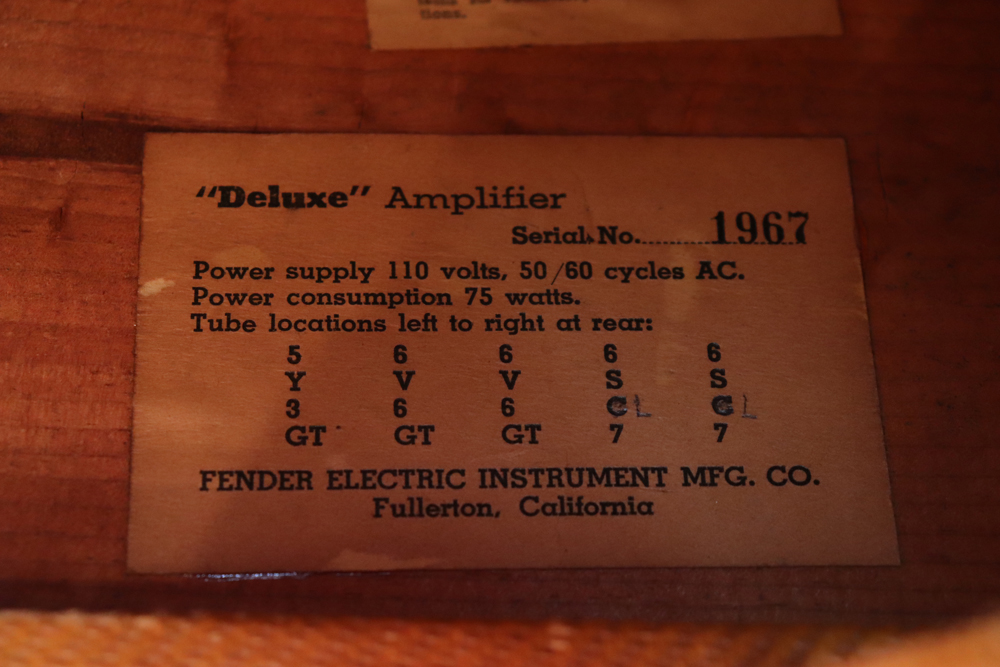 tions.
"Deluxe" Amplifier
Serial No. .......... 1967
Power supply 110 volts, 50/60 cycles AC.
Power consumption 75 watts.
Tube locations left to right at rear:
5 6 6 6 6
Y V V S S
3 6 6 G L G L
GT GT GT 7 7
FENDER ELECTRIC INSTRUMENT MFG. CO.
Fullerton, California